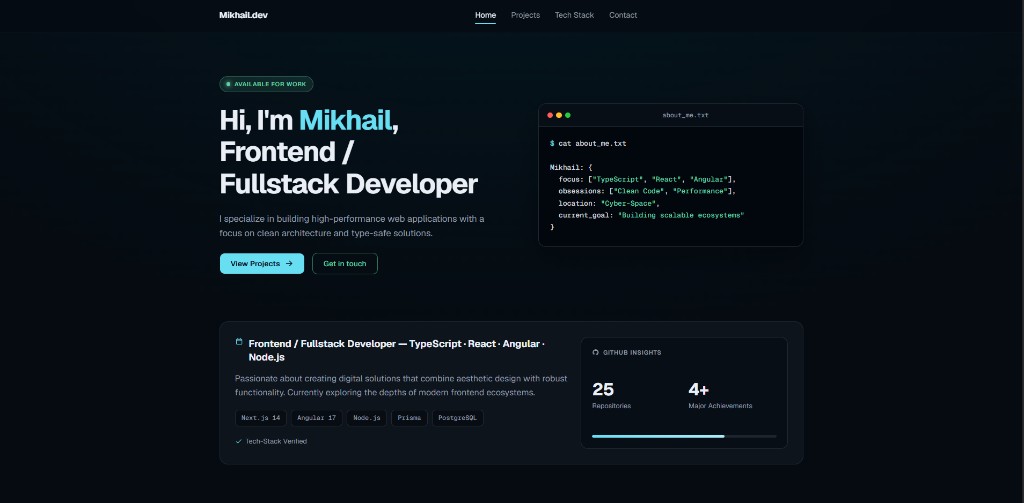 Mikhail.dev
Home
Projects
Tech Stack
Contact
AVAILABLE FOR WORK
Hi, I'm Mikhail,
Frontend /
Fullstack Developer
I specialize in building high-performance web applications with a
focus on clean architecture and type-safe solutions.
View Projects →
Get in touch
about_me.txt
$ cat about_me.txt
Mikhail: {
focus: ["TypeScript", "React", "Angular"],
obsessions: ["Clean Code", "Performance"],
location: "Cyber-Space",
current_goal: "Building scalable ecosystems"
}
Frontend / Fullstack Developer — TypeScript · React · Angular ·
Node.js
Passionate about creating digital solutions that combine aesthetic design with robust
functionality. Currently exploring the depths of modern frontend ecosystems.
Next.js 14
Angular 17
Node.js
Prisma
PostgreSQL
Tech-Stack Verified
GITHUB INSIGHTS
25
Repositories
4+
Major Achievements